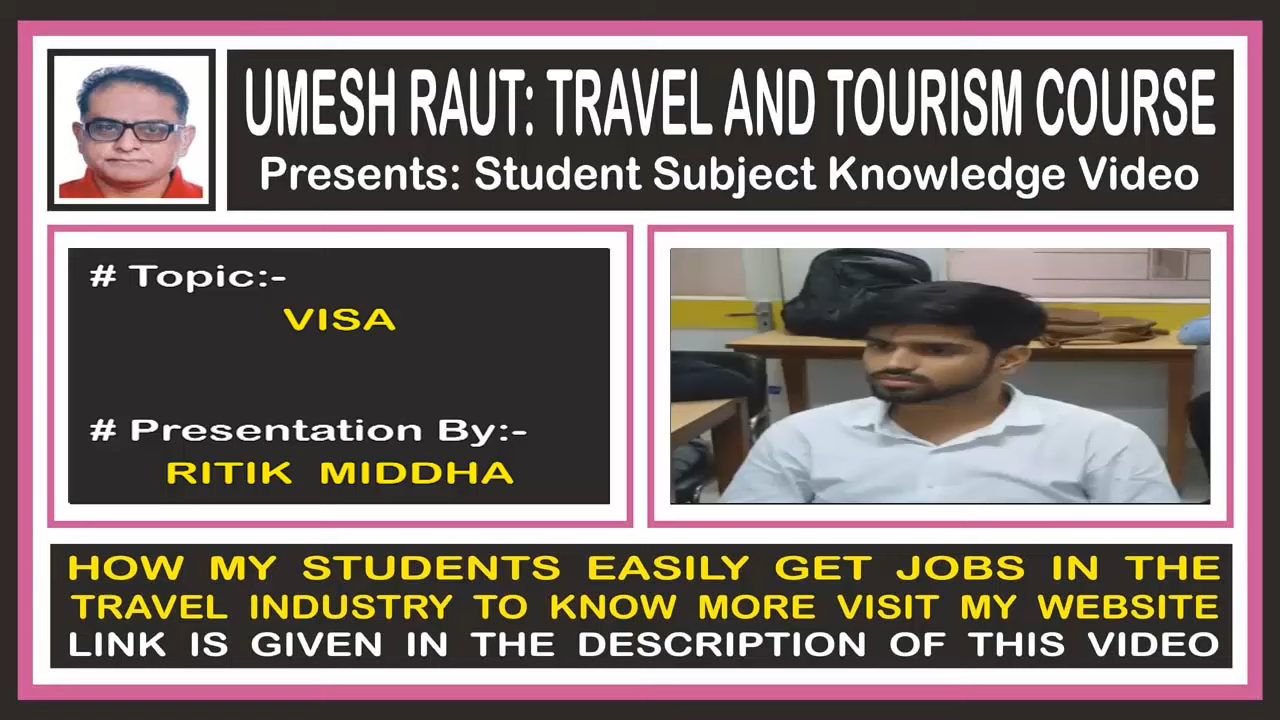 UMESH RAUT: TRAVEL AND TOURISM COURSE
Presents: Student Subject Knowledge Video
# Topic:-
VISA
# Presentation By:-
RITIK MIDDHA
HOW MY STUDENTS EASILY GET JOBS IN THE
TRAVEL INDUSTRY TO KNOW MORE VISIT MY WEBSITE
LINK IS GIVEN IN THE DESCRIPTION OF THIS VIDEO